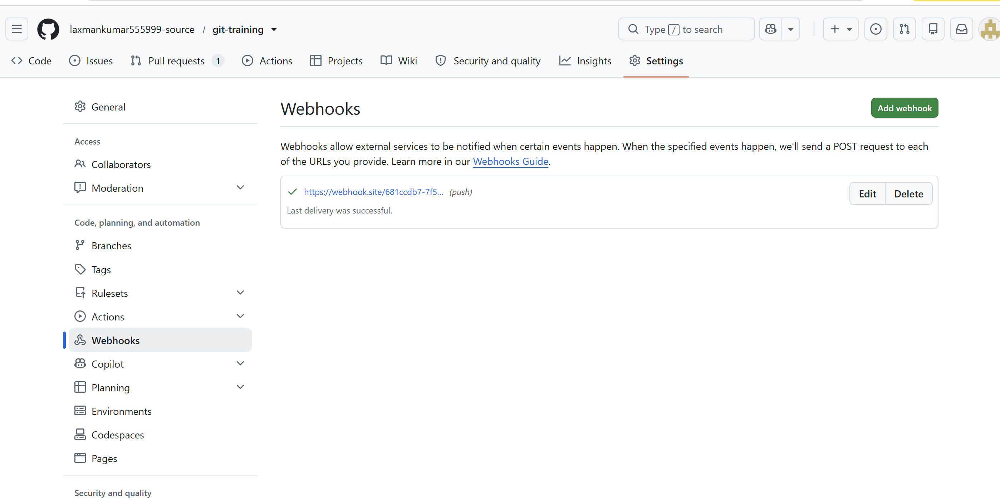 laxmankumar555999-source / git-training
Type / to search
Code
Issues
Pull requests 1
Actions
Projects
Wiki
Security and quality
Insights
Settings
General
Access
Collaborators
Moderation
Code, planning, and automation
Branches
Tags
Rulesets
Actions
Webhooks
Copilot
Planning
Environments
Codespaces
Pages
Security and quality
Webhooks
Add webhook
Webhooks allow external services to be notified when certain events happen. When the specified events happen, we'll send a POST request to each
of the URLs you provide. Learn more in our Webhooks Guide.
https://webhook.site/681ccdb7-7f5... (push)
Edit
Delete
Last delivery was successful.